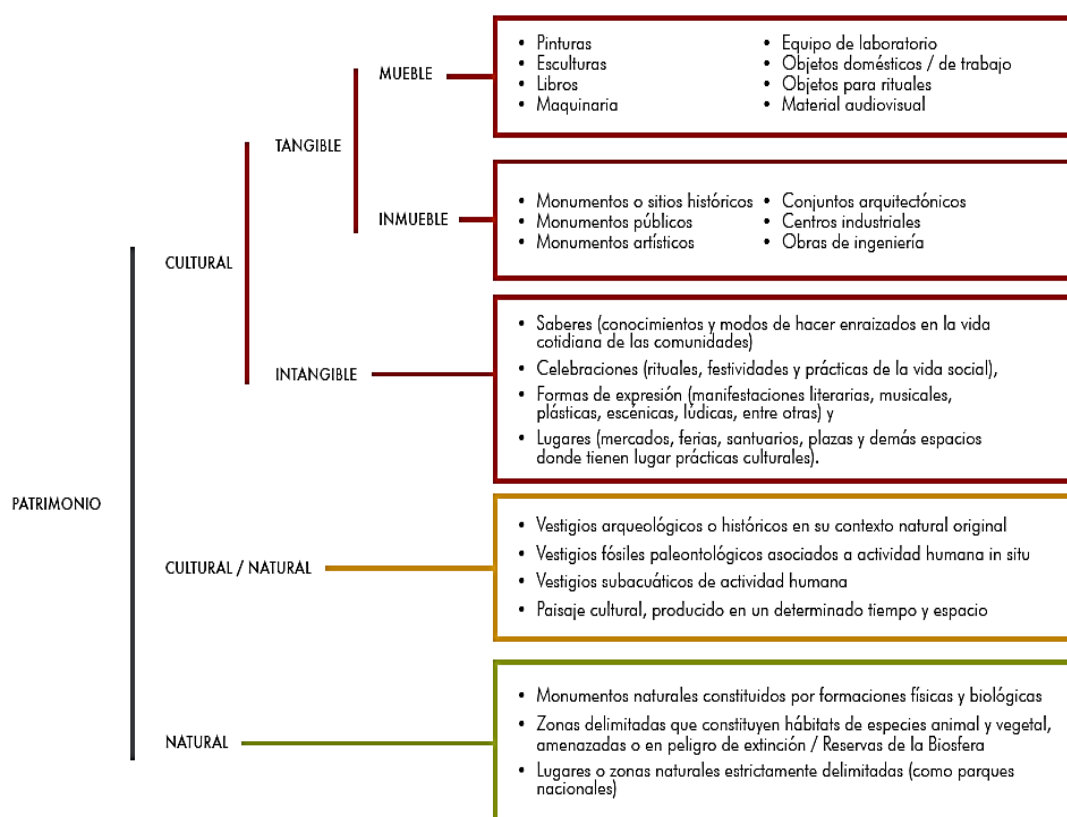 PATRIMONIO
CULTURAL
TANGIBLE
MUEBLE
• Pinturas
• Esculturas
• Libros
• Maquinaria
• Equipo de laboratorio
• Objetos domésticos / de trabajo
• Objetos para rituales
• Material audiovisual
INMUEBLE
• Monumentos o sitios históricos
• Monumentos públicos
• Monumentos artísticos
• Conjuntos arquitectónicos
• Centros industriales
• Obras de ingeniería
INTANGIBLE
• Saberes (conocimientos y modos de hacer enraizados en la vida
cotidiana de las comunidades)
• Celebraciones (rituales, festividades y prácticas de la vida social),
• Formas de expresión (manifestaciones literarias, musicales,
plásticas, escénicas, lúdicas, entre otras) y
• Lugares (mercados, ferias, santuarios, plazas y demás espacios
donde tienen lugar prácticas culturales).
CULTURAL / NATURAL
• Vestigios arqueológicos o históricos en su contexto natural original
• Vestigios fósiles paleontológicos asociados a actividad humana in situ
• Vestigios subacuáticos de actividad humana
• Paisaje cultural, producido en un determinado tiempo y espacio
NATURAL
• Monumentos naturales constituidos por formaciones físicas y biológicas
• Zonas delimitadas que constituyen hábitats de especies animal y vegetal,
amenazadas o en peligro de extinción / Reservas de la Biosfera
• Lugares o zonas naturales estrictamente delimitadas (como parques
nacionales)